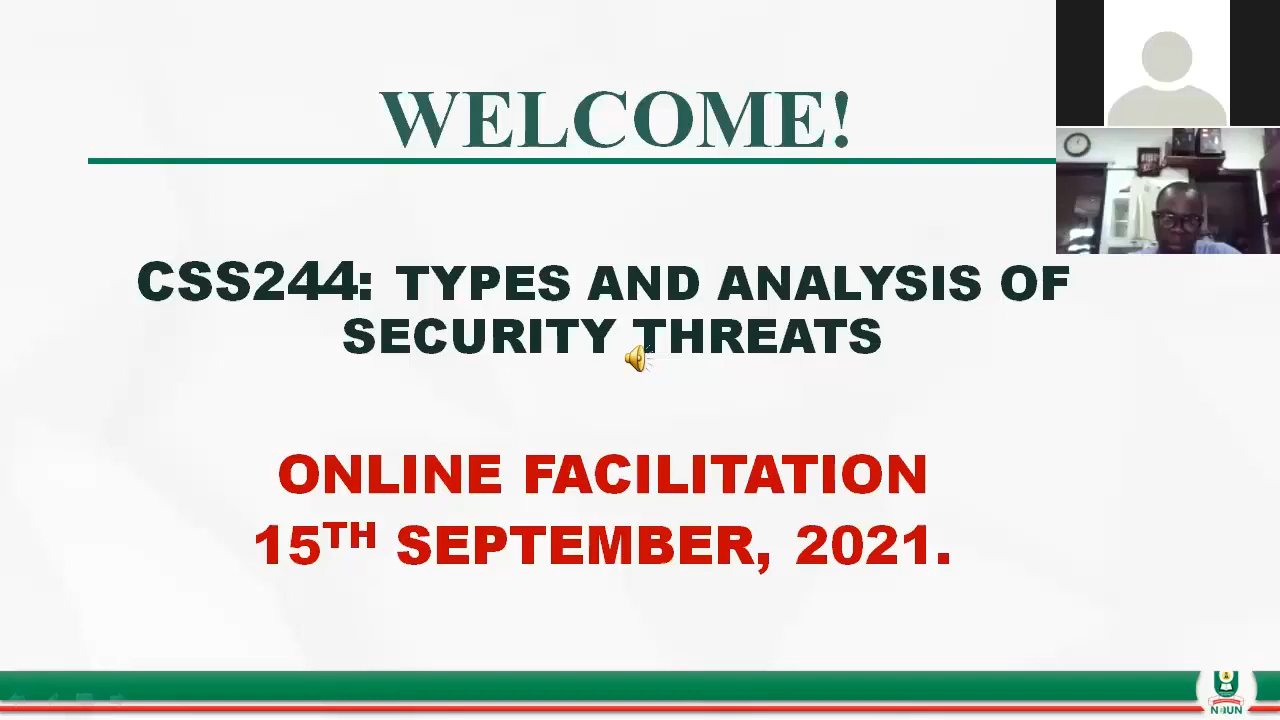 WELCOME!
CSS244: TYPES AND ANALYSIS OF
SECURITY THREATS
ONLINE FACILITATION
15TH SEPTEMBER, 2021.
NOUN